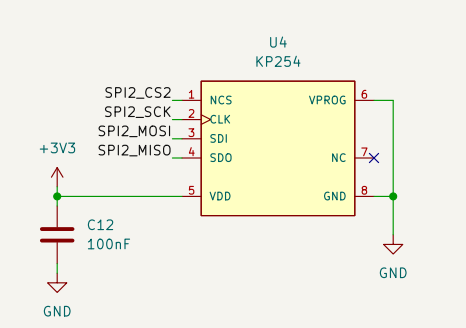 U4
KP254
SPI2_CS2 1 NCS VPROG 6
SPI2_SCK 2 CLK
SPI2_MOSI 3 SDI
SPI2_MISO 4 SDO NC 7
+3V3
5 VDD GND 8
C12
100nF
GND
GND